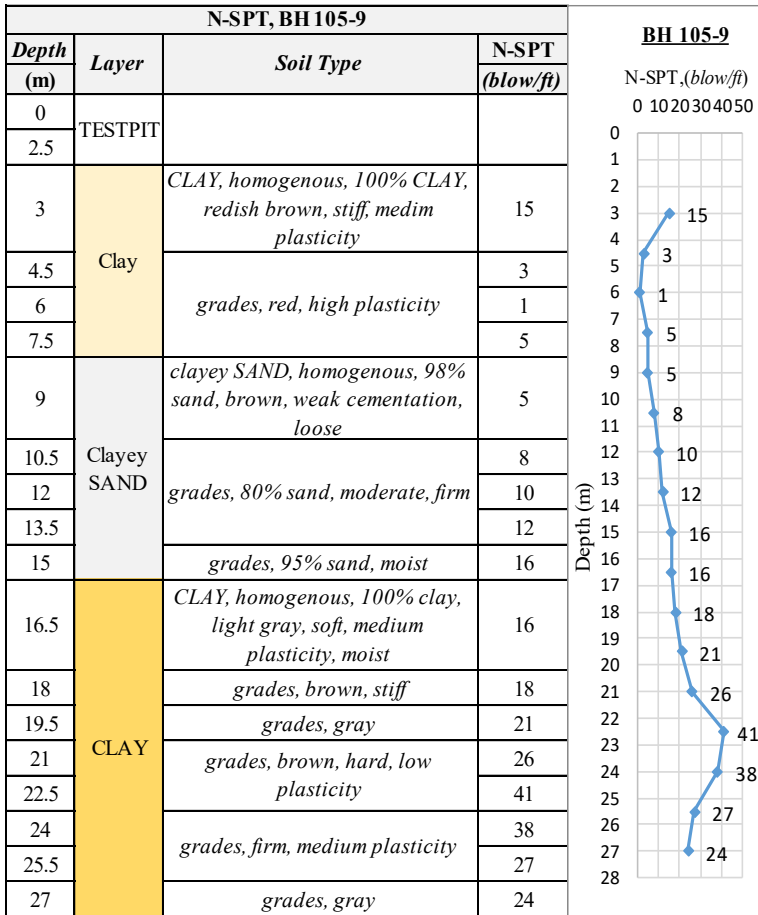 N-SPT, BH 105-9
Depth Layer Soil Type N-SPT
(m) (blow/ft)
0 TESTPIT
2.5
3 Clay CLAY, homogenous, 100% CLAY,
redish brown, stiff, medim
plasticity 15
4.5 grades, red, high plasticity 3
6 1
7.5 5
9 Clayey
SAND clayey SAND, homogenous, 98%
sand, brown, weak cementation,
loose 5
10.5 grades, 80% sand, moderate, firm 8
12 10
13.5 12
15 grades, 95% sand, moist 16
16.5 CLAY CLAY, homogenous, 100% clay,
light gray, soft, medium
plasticity, moist 16
18 grades, brown, stiff 18
19.5 grades, gray 21
21 grades, brown, hard, low
plasticity 26
22.5 41
24 grades, firm, medium plasticity 38
25.5 27
27 grades, gray 24
BH 105-9
N-SPT,(blow/ft)
0 10 20 30 40 50
Depth (m)
0
1
2
3
4
5
6
7
8
9
10
11
12
13
14
15
16
17
18
19
20
21
22
23
24
25
26
27
28
15
3
1
5
5
8
10
12
16
16
18
21
26
41
38
27
24